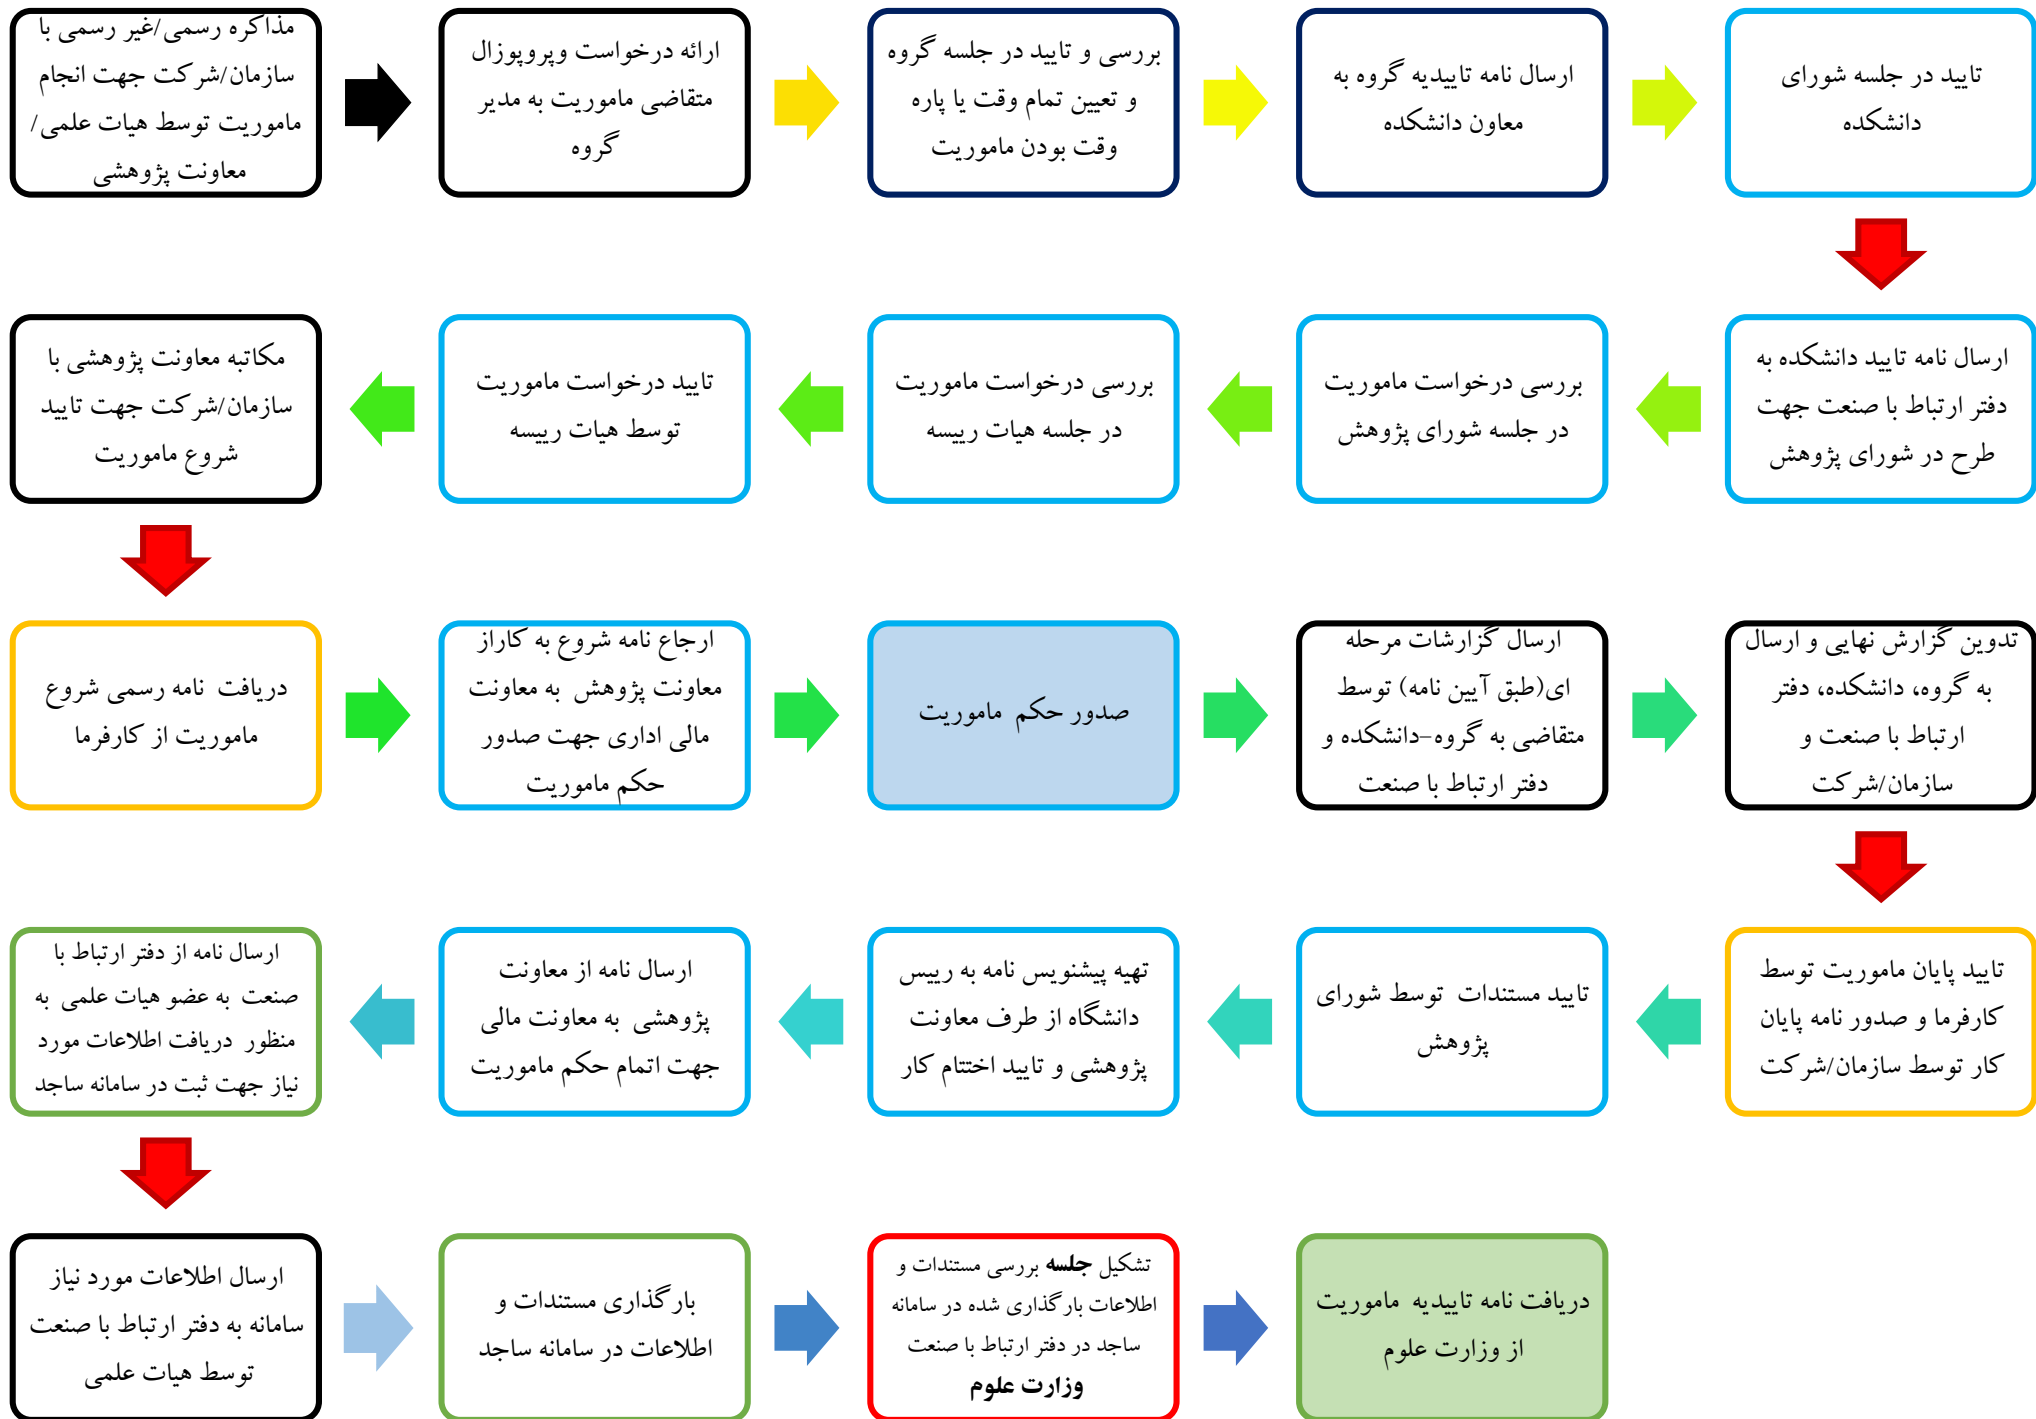 مذاکره رسمی/غیر رسمی با
سازمان/شرکت جهت انجام
ماموریت توسط هیات علمی/
معاونت پژوهشی
ارائه درخواست وپروپوزال
متقاضی ماموریت به مدیر
گروه
بررسی و تایید در جلسه گروه
و تعیین تمام وقت یا پاره
وقت بودن ماموریت
ارسال نامه تاییدیه گروه به
معاون دانشکده
تایید در جلسه شورای
دانشکده
ارسال نامه تایید دانشکده به
دفتر ارتباط با صنعت جهت
طرح در شورای پژوهش
بررسی درخواست ماموریت
در جلسه شورای پژوهش
بررسی درخواست ماموریت
در جلسه هیات رییسه
تایید درخواست ماموریت
توسط هیات رییسه
مکاتبه معاونت پژوهشی با
سازمان/شرکت جهت تایید
شروع ماموریت
دریافت نامه رسمی شروع
ماموریت از کارفرما
ارجاع نامه شروع به کاراز
معاونت پژوهش به معاونت
مالی اداری جهت صدور
حکم ماموریت
صدور حکم ماموریت
ارسال گزارشات مرحله
ای(طبق آیین نامه) توسط
متقاضی به گروه-دانشکده و
دفتر ارتباط با صنعت
تدوین گزارش نهایی و ارسال
به گروه، دانشکده، دفتر
ارتباط با صنعت و
سازمان/شرکت
تایید پایان ماموریت توسط
کارفرما و صدور نامه پایان
کار توسط سازمان/شرکت
تایید مستندات توسط شورای
پژوهش
تهیه پیشنویس نامه به رییس
دانشگاه از طرف معاونت
پژوهشی و تایید اختتام کار
ارسال نامه از معاونت
پژوهشی به معاونت مالی
جهت اتمام حکم ماموریت
ارسال نامه از دفتر ارتباط با
صنعت به عضو هیات علمی به
منظور دریافت اطلاعات مورد
نیاز جهت ثبت در سامانه ساجد
ارسال اطلاعات مورد نیاز
سامانه به دفتر ارتباط با صنعت
توسط هیات علمی
بارگذاری مستندات و
اطلاعات در سامانه ساجد
تشکیل جلسه بررسی مستندات و
اطلاعات بارگذاری شده در سامانه
ساجد در دفتر ارتباط با صنعت
وزارت علوم
دریافت نامه تاییدیه ماموریت
از وزارت علوم